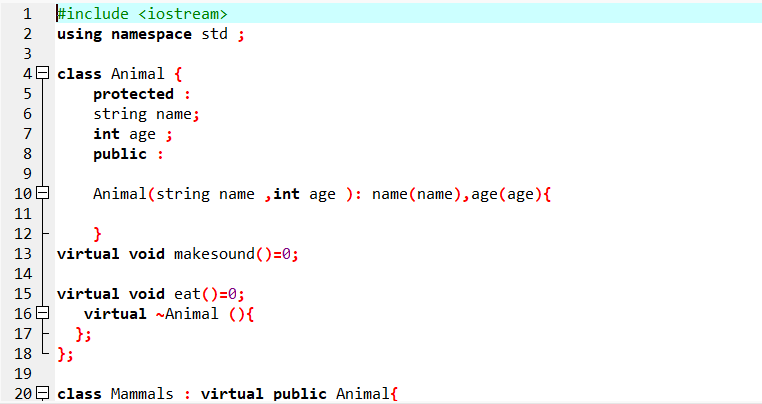 1 #include <iostream>
2 using namespace std ;
3
4 class Animal {
5 protected :
6 string name;
7 int age ;
8 public :
9
10 Animal(string name ,int age ): name(name),age(age){
11
12 }
13 virtual void makesound()=0;
14
15 virtual void eat()=0;
16 virtual ~Animal (){
17 };
18 };
19
20 class Mammals : virtual public Animal{